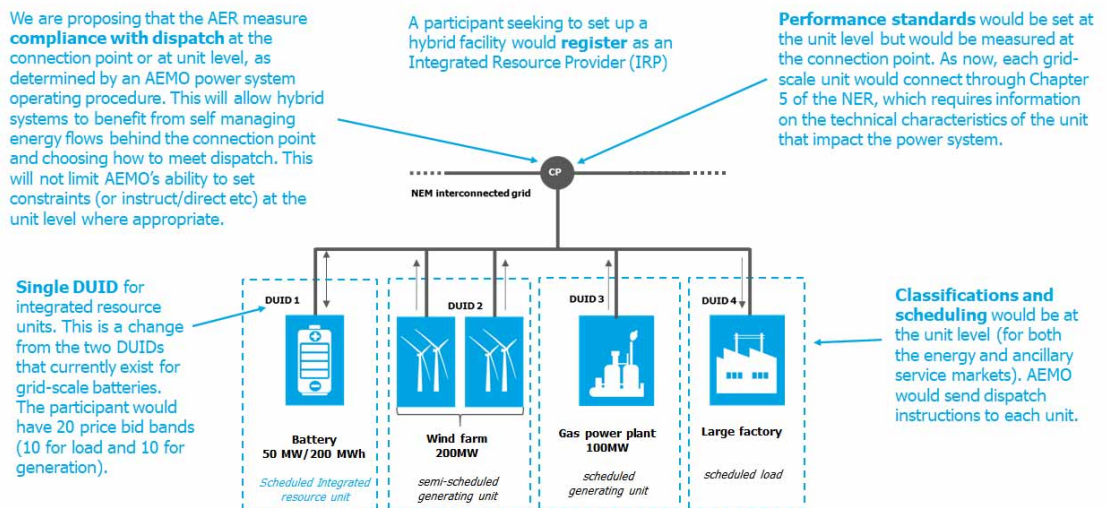 We are proposing that the AER measure
compliance with dispatch at the
connection point or at unit level, as
determined by an AEMO power system
operating procedure. This will allow hybrid
systems to benefit from self managing
energy flows behind the connection point
and choosing how to meet dispatch. This
will not limit AEMO's ability to set
constraints (or instruct/direct etc) at the
unit level where appropriate.
A participant seeking to set up a
hybrid facility would register as an
Integrated Resource Provider (IRP)
Performance standards would be set at
the unit level but would be measured at
the connection point. As now, each grid-
scale unit would connect through Chapter
5 of the NER, which requires information
on the technical characteristics of the unit
that impact the power system.
CP
NEM interconnected grid
Single DUID for
integrated resource
units. This is a change
from the two DUIDs
that currently exist for
grid-scale batteries.
The participant would
have 20 price bid bands
(10 for load and 10 for
generation).
DUID 1
Battery
50 MW/200 MWh
Scheduled Integrated
resource unit
DUID 2
Wind farm
200MW
semi-scheduled
generating unit
DUID 3
Gas power plant
100MW
scheduled
generating unit
DUID 4
Large factory
scheduled load
Classifications and
scheduling would be at
the unit level (for both
the energy and ancillary
service markets). AEMO
would send dispatch
instructions to each unit.